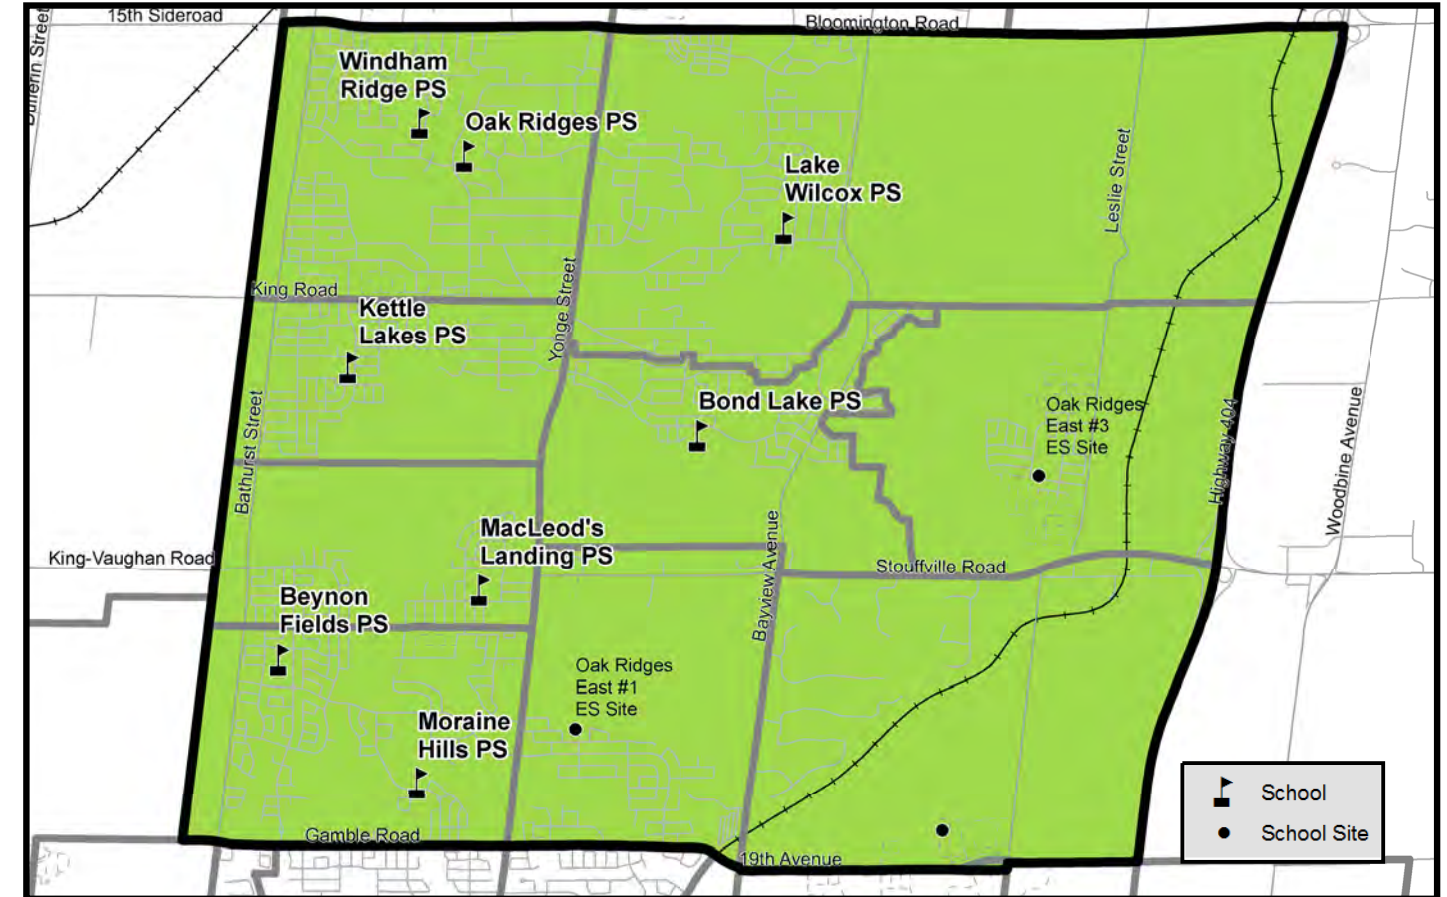 15th Sideroad
Bloomington Road
Dufferin Street
Windham
Ridge PS
Oak Ridges PS
Lake
Wilcox PS
Leslie Street
King Road
Kettle
Lakes PS
Yonge Street
Bond Lake PS
Oak Ridges
East #3
ES Site
Bathurst Street
Highway 404
Woodbine Avenue
MacLeod's
Landing PS
King-Vaughan Road
Stouffville Road
Bayview Avenue
Beynon
Fields PS
Oak Ridges
East #1
ES Site
Moraine
Hills PS
Gamble Road
19th Avenue
School
School Site